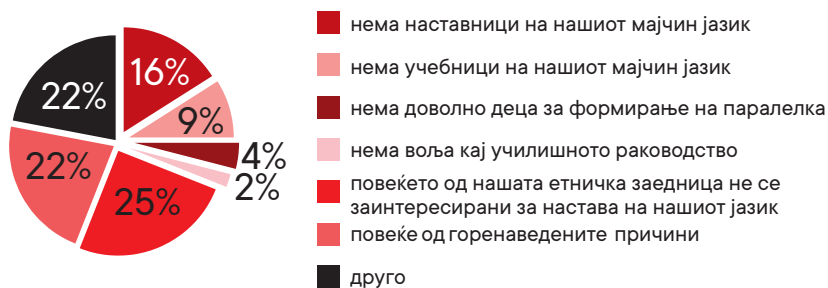 16%
9%
4%
2%
25%
22%
22%
нема наставници на нашиот мајчин јазик
нема учебници на нашиот мајчин јазик
нема доволно деца за формирање на паралелка
нема воља кај училишното раководство
повеќето од нашата етничка заедница не се
заинтересирани за настава на нашиот јазик
повеќе од горенаведените причини
друго